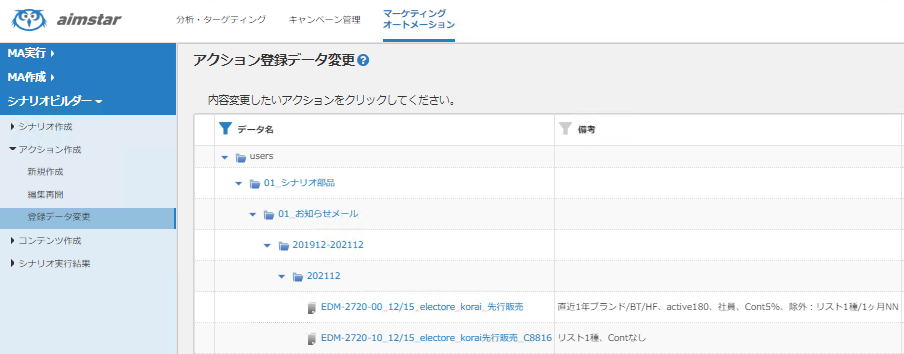 aimstar
分析・ターゲティング
キャンペーン管理
マーケティング
オートメーション
MA実行
MA作成
シナリオビルダー
シナリオ作成
アクション作成
新規作成
編集再開
登録データ変更
コンテンツ作成
シナリオ実行結果
アクション登録データ変更?
内容変更したいアクションをクリックしてください。
データ名 備考
users
01_シナリオ部品
01_お知らせメール
201912-202112
202112
EDM-2720-00_12/15_electore_korai_先行販売 直近1年ブランド/BT/HF、active180、社員、Cont5%、除外：リスト1種/1ヶ月NN
EDM-2720-10_12/15_electore_korai先行販売_C8816 リスト1種、Contなし